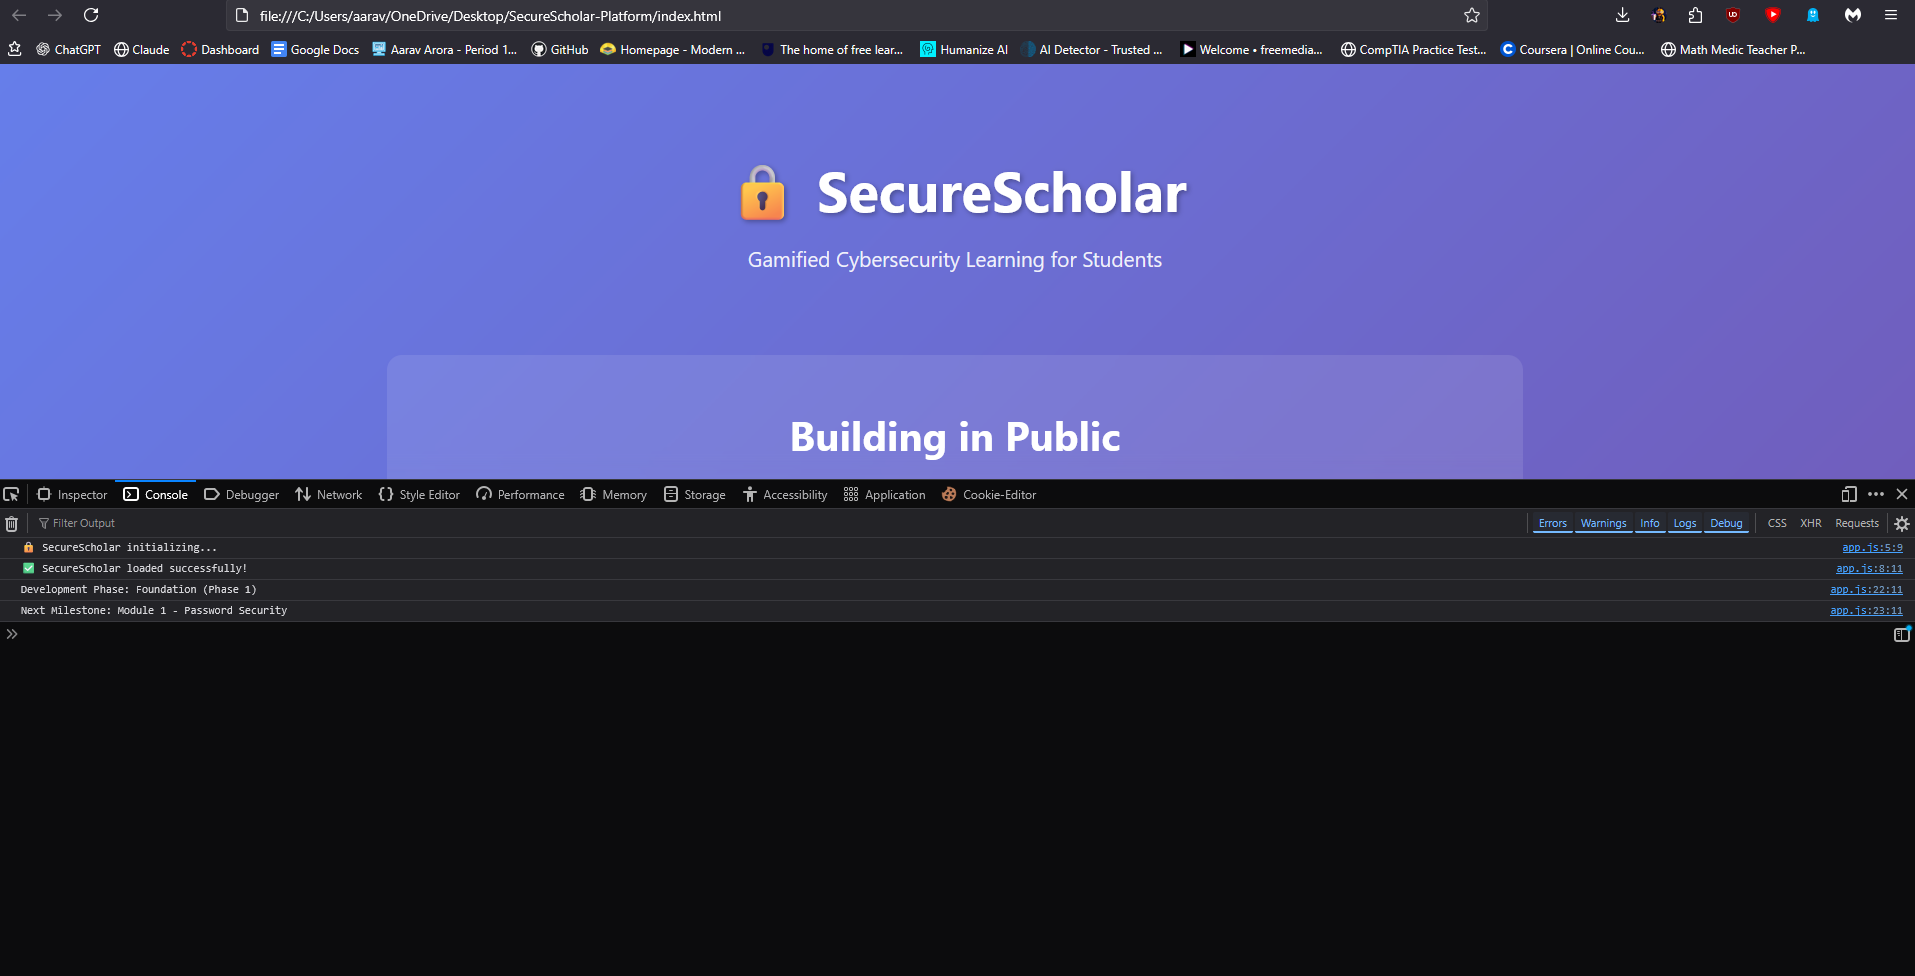 file:///C:/Users/aarav/OneDrive/Desktop/SecureScholar-Platform/index.html
ChatGPT Claude Dashboard Google Docs Aarav Arora - Period 1... GitHub Homepage - Modern ... The home of free lear... Humanize AI AI Detector - Trusted ... Welcome • freemedia... CompTIA Practice Test... Coursera | Online Cou... Math Medic Teacher P...
🔒 SecureScholar
Gamified Cybersecurity Learning for Students
Building in Public
Inspector Console Debugger Network Style Editor Performance Memory Storage Accessibility Application Cookie-Editor
Filter Output Errors Warnings Info Logs Debug CSS XHR Requests
🔒 SecureScholar initializing... app.js:5:9
✅ SecureScholar loaded successfully! app.js:8:11
Development Phase: Foundation (Phase 1) app.js:22:11
Next Milestone: Module 1 - Password Security app.js:23:11